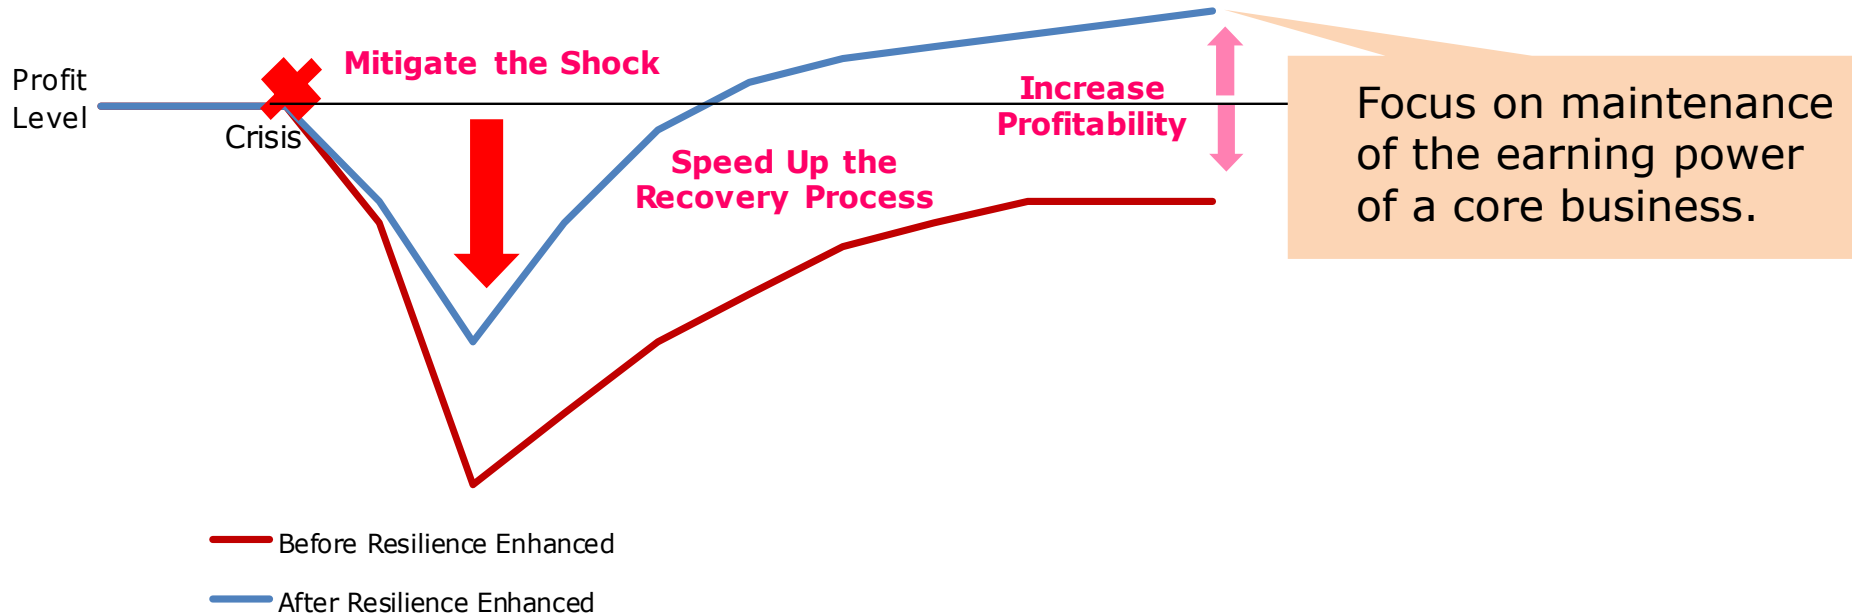 Profit
Level
Crisis
Mitigate the Shock
Speed Up the
Recovery Process
Increase
Profitability
Focus on maintenance
of the earning power
of a core business.
Before Resilience Enhanced
After Resilience Enhanced